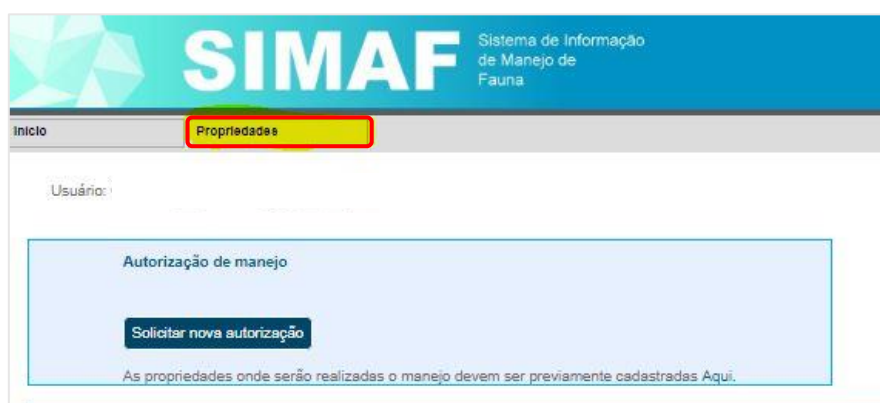 SIMAF
Sistema de Informação
de Manejo de
Fauna
Início
Propriedades
Usuário:
Autorização de manejo
Solicitar nova autorização
As propriedades onde serão realizadas o manejo devem ser previamente cadastradas Aqui.